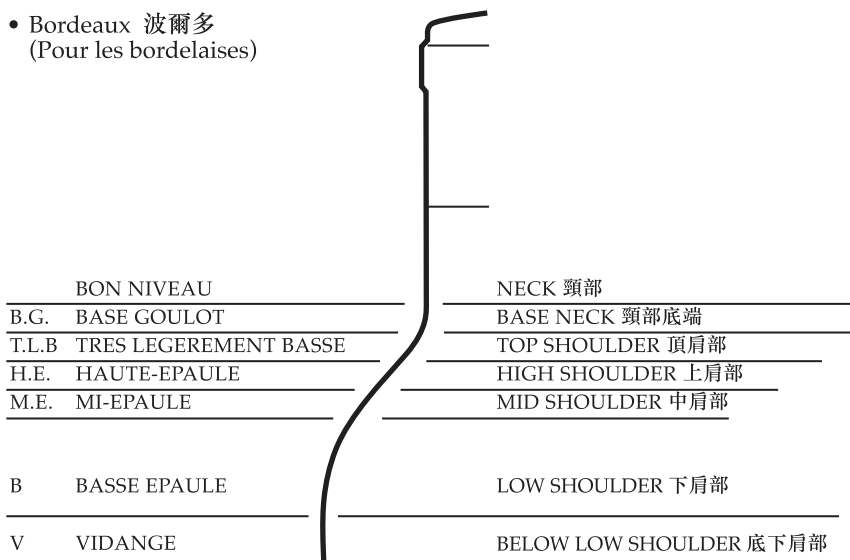 • Bordeaux 波爾多
(Pour les bordelaises)
BON NIVEAU NECK 頸部
B.G. BASE GOULOT BASE NECK 頸部底端
T.L.B TRES LEGEREMENT BASSE TOP SHOULDER 頂肩部
H.E. HAUTE-EPAULE HIGH SHOULDER 上肩部
M.E. MI-EPAULE MID SHOULDER 中肩部
B BASSE EPAULE LOW SHOULDER 下肩部
V VIDANGE BELOW LOW SHOULDER 底下肩部